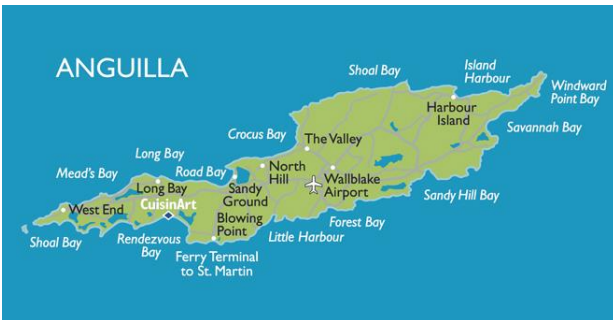 ANGUILLA
Shoal Bay
Island
Harbour
Windward
Point Bay
Harbour
Island
Savannah Bay
Crocus Bay
The Valley
Long Bay
Mead's Bay
Road Bay
North
Hill
Wallblake
Airport
Long Bay
Sandy
Ground
Sandy Hill Bay
West End
CuisinArt
Blowing
Point
Forest Bay
Shoal Bay
Rendezvous
Bay
Little Harbour
Ferry Terminal
to St. Martin